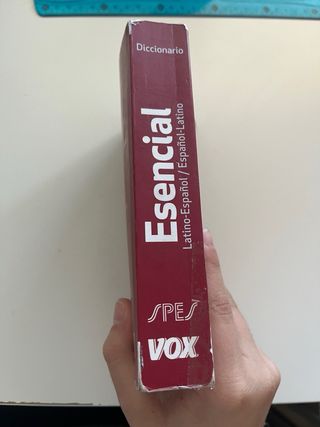 Diccionario
Esencial
Latino-Español / Español-Latino
SPES
VOX